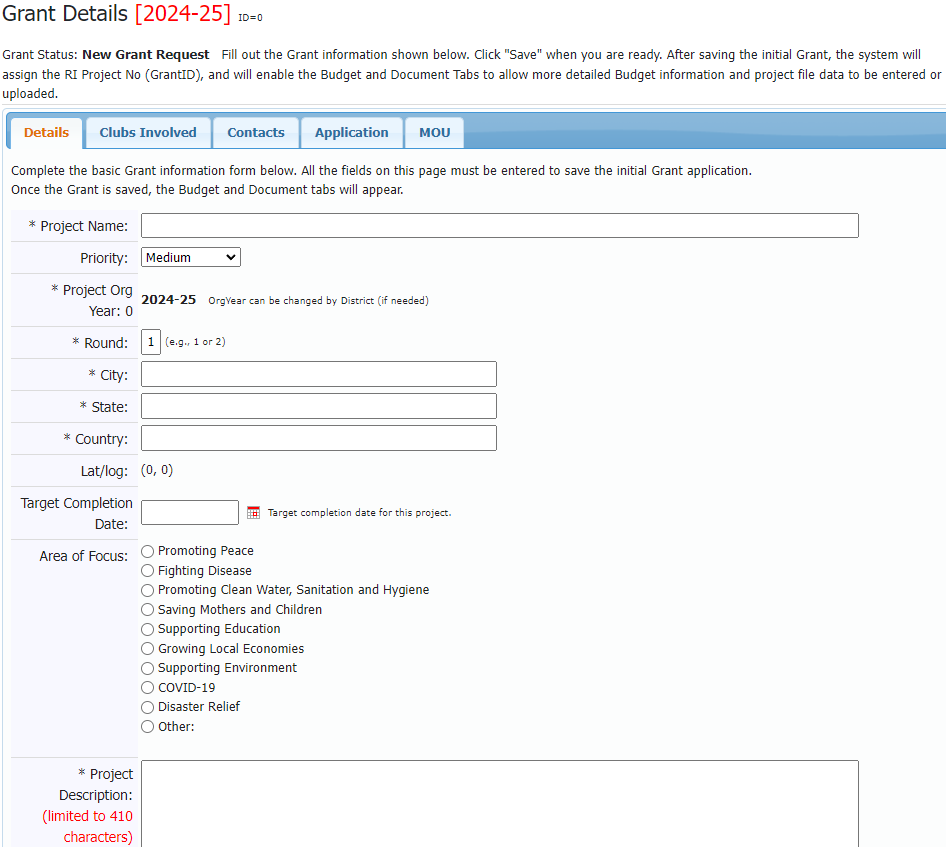 Grant Details [2024-25] ID=0
Grant Status: New Grant Request Fill out the Grant information shown below. Click "Save" when you are ready. After saving the initial Grant, the system will
assign the RI Project No (GrantID), and will enable the Budget and Document Tabs to allow more detailed Budget information and project file data to be entered or
uploaded.
Details Clubs Involved Contacts Application MOU
Complete the basic Grant information form below. All the fields on this page must be entered to save the initial Grant application.
Once the Grant is saved, the Budget and Document tabs will appear.
* Project Name:
Priority: Medium
* Project Org
Year: 0 2024-25 OrgYear can be changed by District (if needed)
* Round: 1 (e.g., 1 or 2)
* City:
* State:
* Country:
Lat/log: (0, 0)
Target Completion
Date: Target completion date for this project.
Area of Focus: Promoting Peace
Fighting Disease
Promoting Clean Water, Sanitation and Hygiene
Saving Mothers and Children
Supporting Education
Growing Local Economies
Supporting Environment
COVID-19
Disaster Relief
Other:
* Project
Description:
(limited to 410
characters)